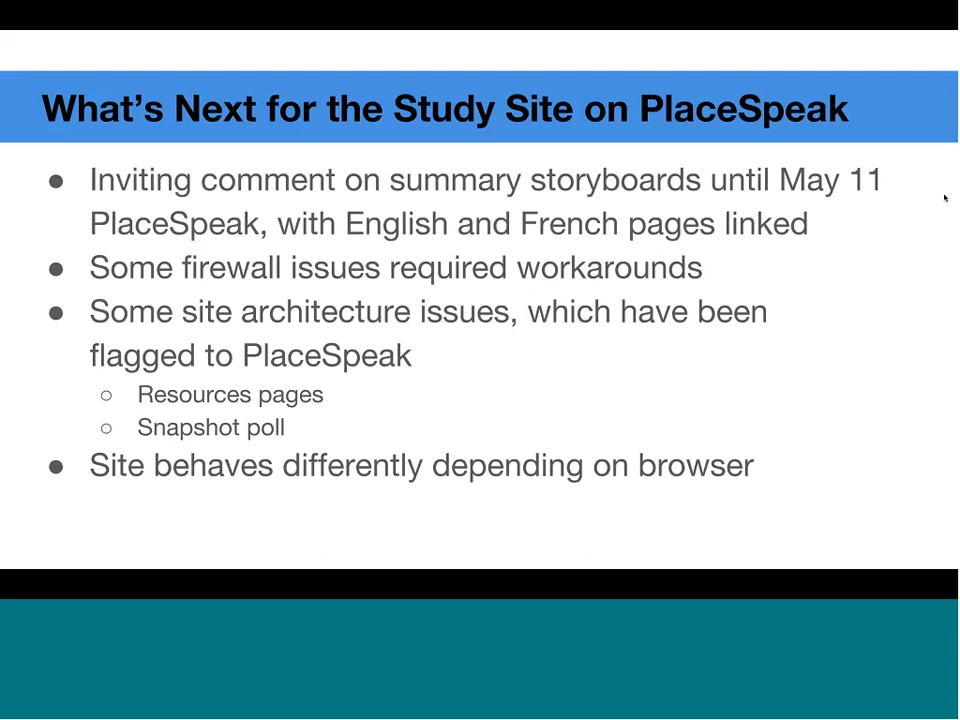 What's Next for the Study Site on PlaceSpeak
● Inviting comment on summary storyboards until May 11
PlaceSpeak, with English and French pages linked
● Some firewall issues required workarounds
● Some site architecture issues, which have been
flagged to PlaceSpeak
○ Resources pages
○ Snapshot poll
● Site behaves differently depending on browser